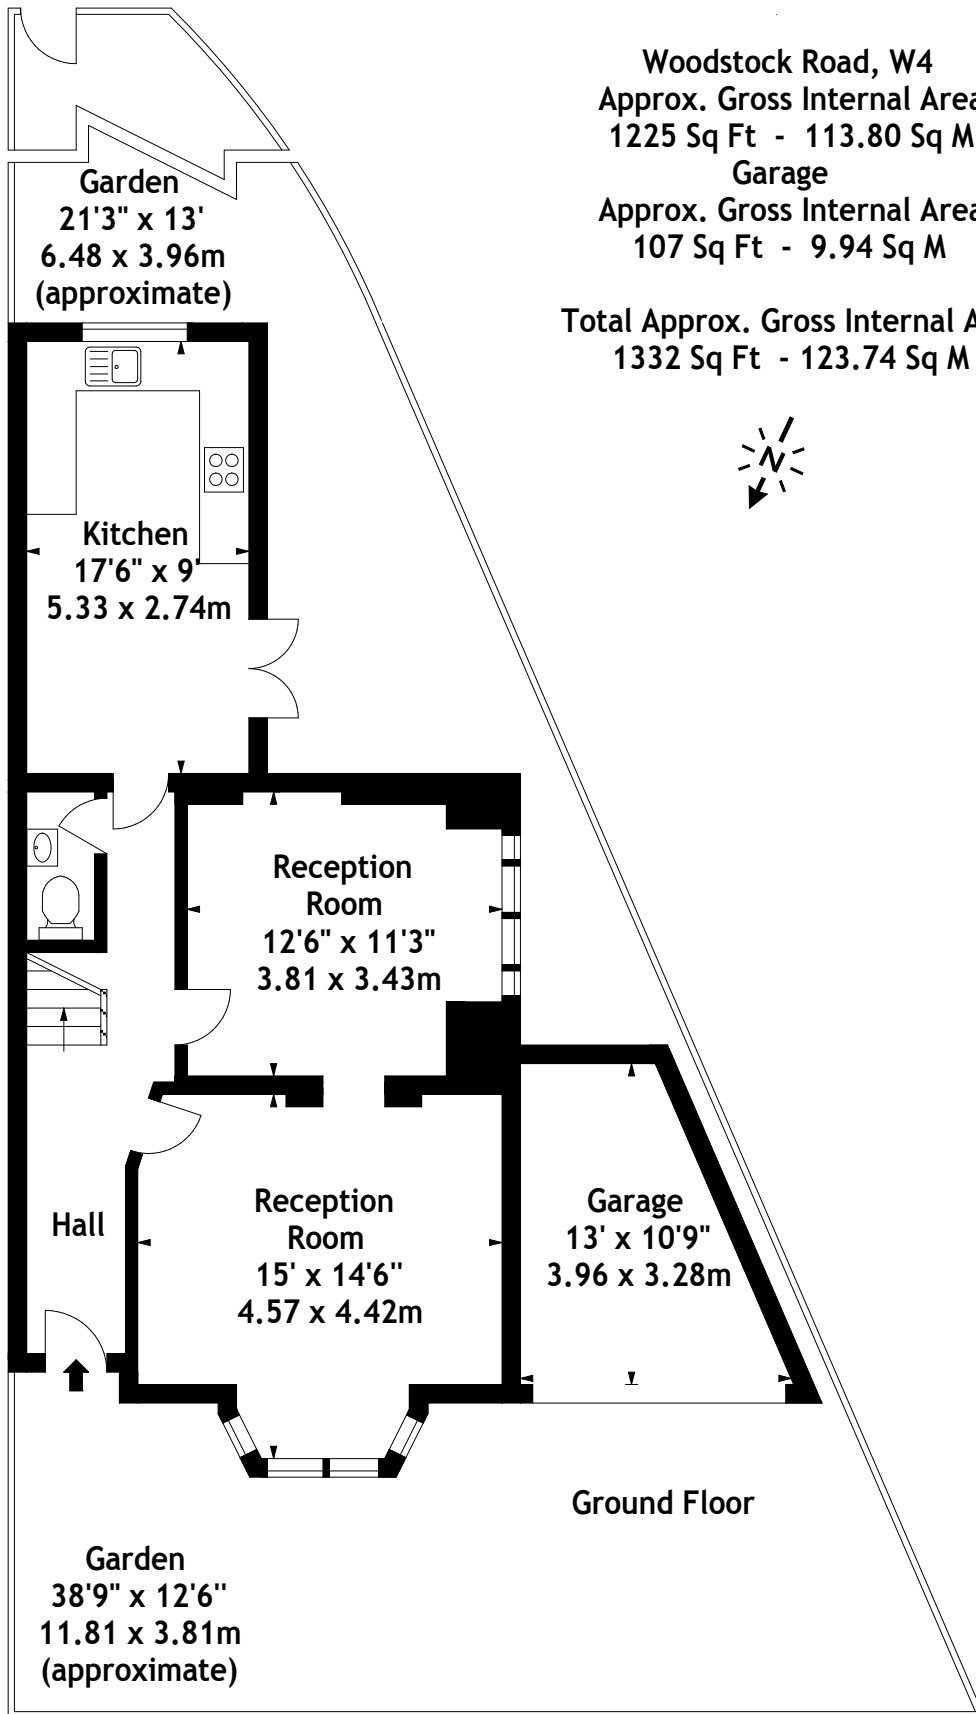 Woodstock Road, W4
Approx. Gross Internal Area
1225 Sq Ft - 113.80 Sq M
Garage
Approx. Gross Internal Area
107 Sq Ft - 9.94 Sq M
Total Approx. Gross Internal A
1332 Sq Ft - 123.74 Sq M
N
Garden
21'3" x 13'
6.48 x 3.96m
(approximate)
Kitchen
17'6" x 9'
5.33 x 2.74m
Reception
Room
12'6" x 11'3"
3.81 x 3.43m
Reception
Room
15' x 14'6''
4.57 x 4.42m
Hall
Garage
13' x 10'9"
3.96 x 3.28m
Ground Floor
Garden
38'9" x 12'6''
11.81 x 3.81m
(approximate)